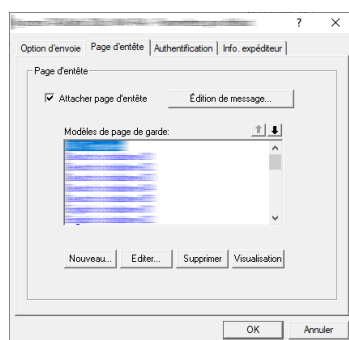 Option d'envoie Page d'entête Authentification Info. expéditeur
Page d'entête
Attacher page d'entête Édition de message...
Modèles de page de garde:
Nouveau... Editer... Supprimer Visualisation
OK Annuler